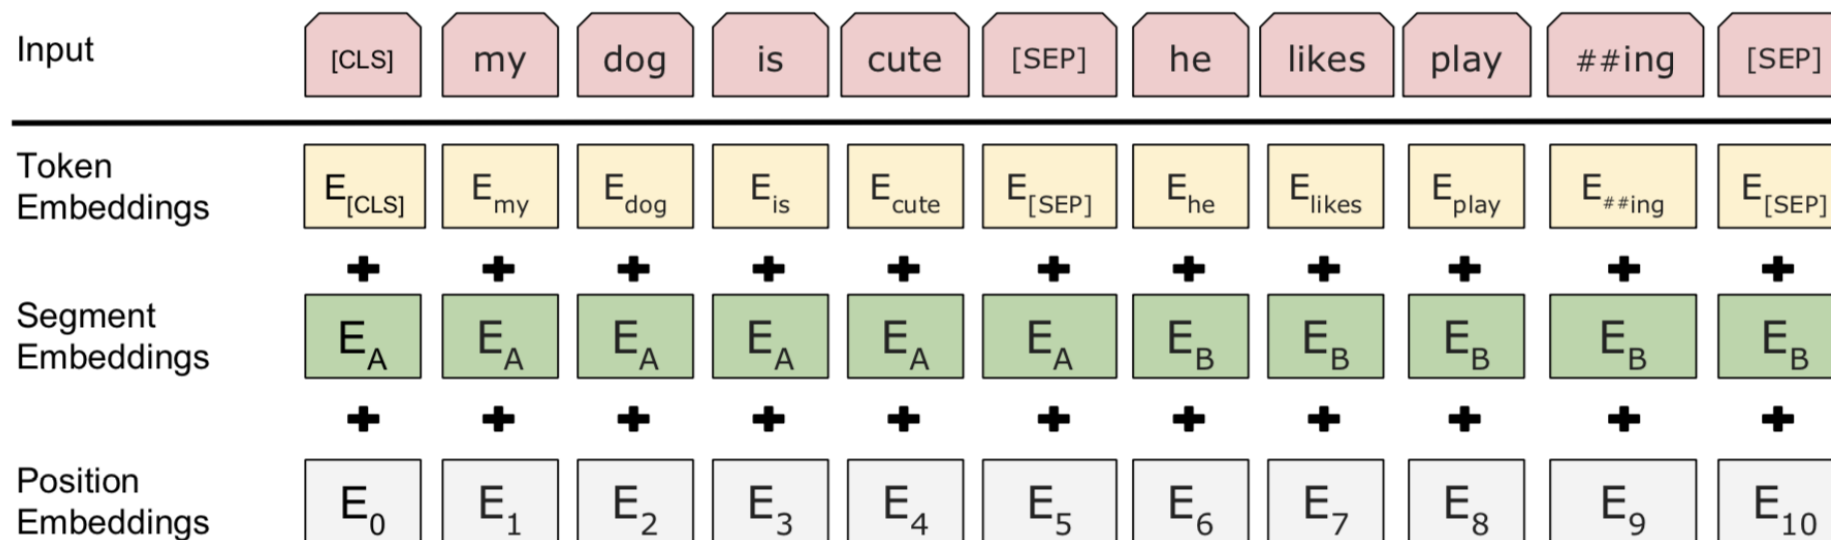 Input [CLS] my dog is cute [SEP] he likes play ##ing [SEP]
Token Embeddings E[CLS] Emy Edog Eis Ecute E[SEP] Ehe Elikes Eplay E##ing E[SEP]
+ + + + + + + + + + +
Segment Embeddings EA EA EA EA EA EA EB EB EB EB EB
+ + + + + + + + + + +
Position Embeddings E0 E1 E2 E3 E4 E5 E6 E7 E8 E9 E10